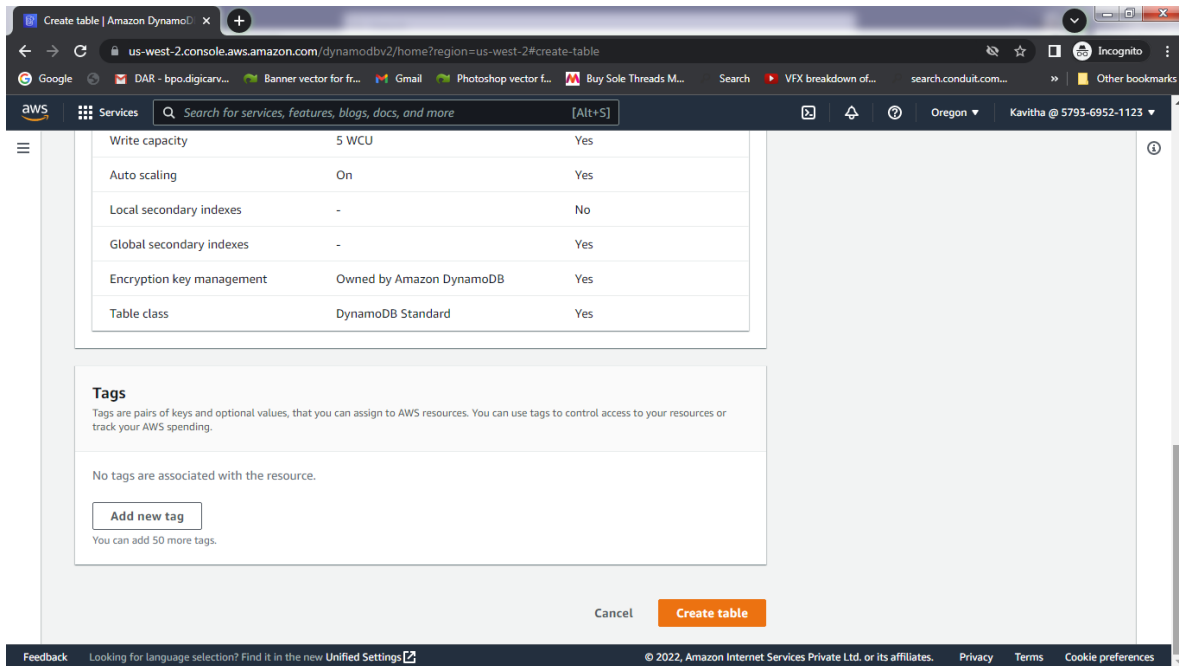 Create table | Amazon DynamoD
us-west-2.console.aws.amazon.com/dynamodbv2/home?region=us-west-2#create-table
Incognito
Google
DAR - bpo.digicarv...
Banner vector for fr...
Gmail
Photoshop vector f...
Buy Sole Threads M...
Search
VFX breakdown of...
search.conduit.com...
»
Other bookmarks
aws
Services
Search for services, features, blogs, docs, and more
[Alt+S]
Oregon
Kavitha @ 5793-6952-1123
Write capacity 5 WCU Yes
Auto scaling On Yes
Local secondary indexes - No
Global secondary indexes - Yes
Encryption key management Owned by Amazon DynamoDB Yes
Table class DynamoDB Standard Yes
Tags
Tags are pairs of keys and optional values, that you can assign to AWS resources. You can use tags to control access to your resources or
track your AWS spending.
No tags are associated with the resource.
Add new tag
You can add 50 more tags.
Cancel
Create table
Feedback
Looking for language selection? Find it in the new Unified Settings
© 2022, Amazon Internet Services Private Ltd. or its affiliates.
Privacy
Terms
Cookie preferences